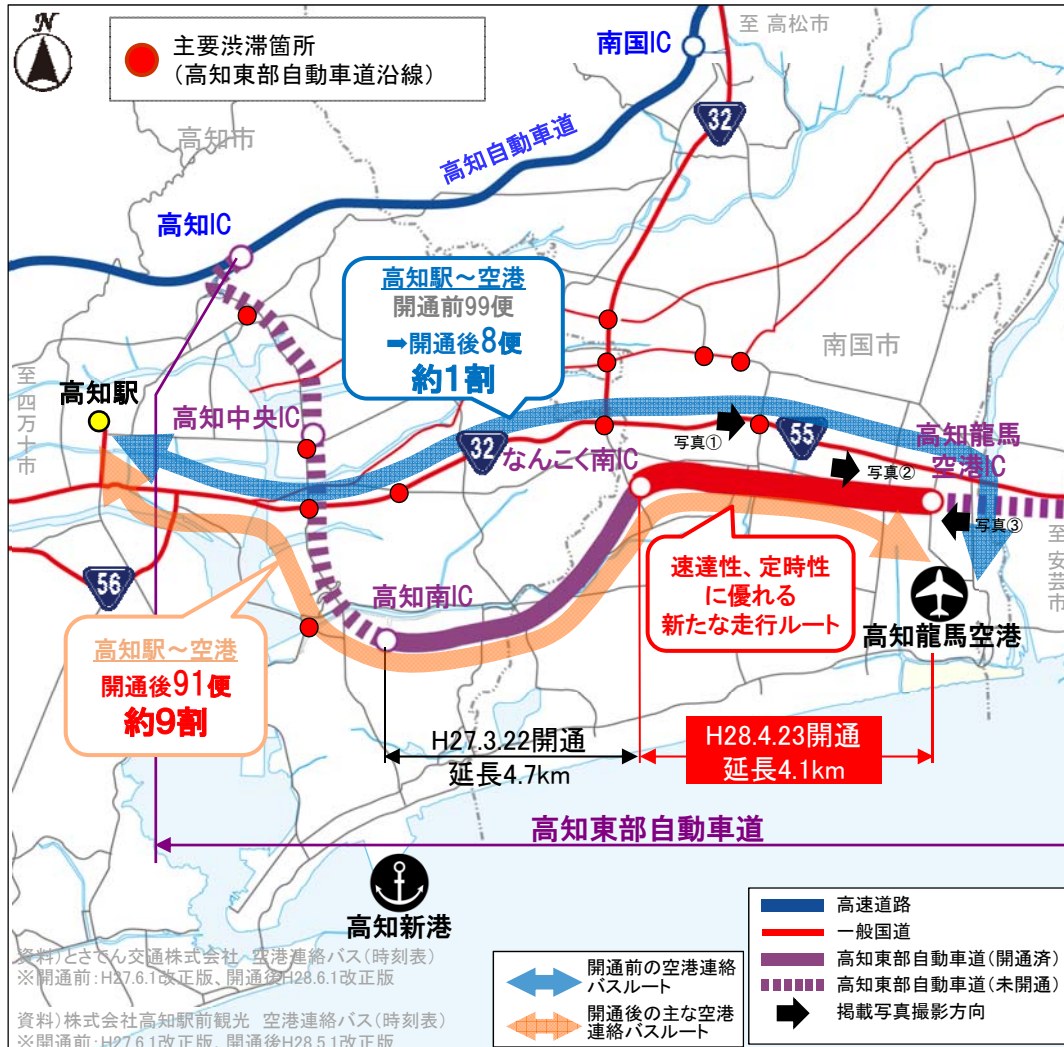 N
主要渋滞箇所
(高知東部自動車道沿線)
南国IC
至 高松市
32
高知市
高知自動車道
高知IC
高知駅～空港
開通前99便
➡開通後8便
約1割
南国市
至四万十市
高知駅
高知中央IC
32
なんこく南IC
写真①
55
高知龍馬
空港IC
写真②
写真③
至安芸市
56
高知南IC
速達性、定時性
に優れる
新たな走行ルート
高知龍馬空港
高知駅～空港
開通後91便
約9割
H27.3.22開通
延長4.7km
H28.4.23開通
延長4.1km
高知東部自動車道
高知新港
資料)とさでん交通株式会社 空港連絡バス(時刻表)
※開通前:H27.6.1改正版、開通後H28.6.1改正版
資料)株式会社高知駅前観光 空港連絡バス(時刻表)
※開通前:H27.6.1改正版、開通後H28.5.1改正版
開通前の空港連絡
バスルート
開通後の主な空港
連絡バスルート
高速道路
一般国道
高知東部自動車道(開通済)
高知東部自動車道(未開通)
掲載写真撮影方向